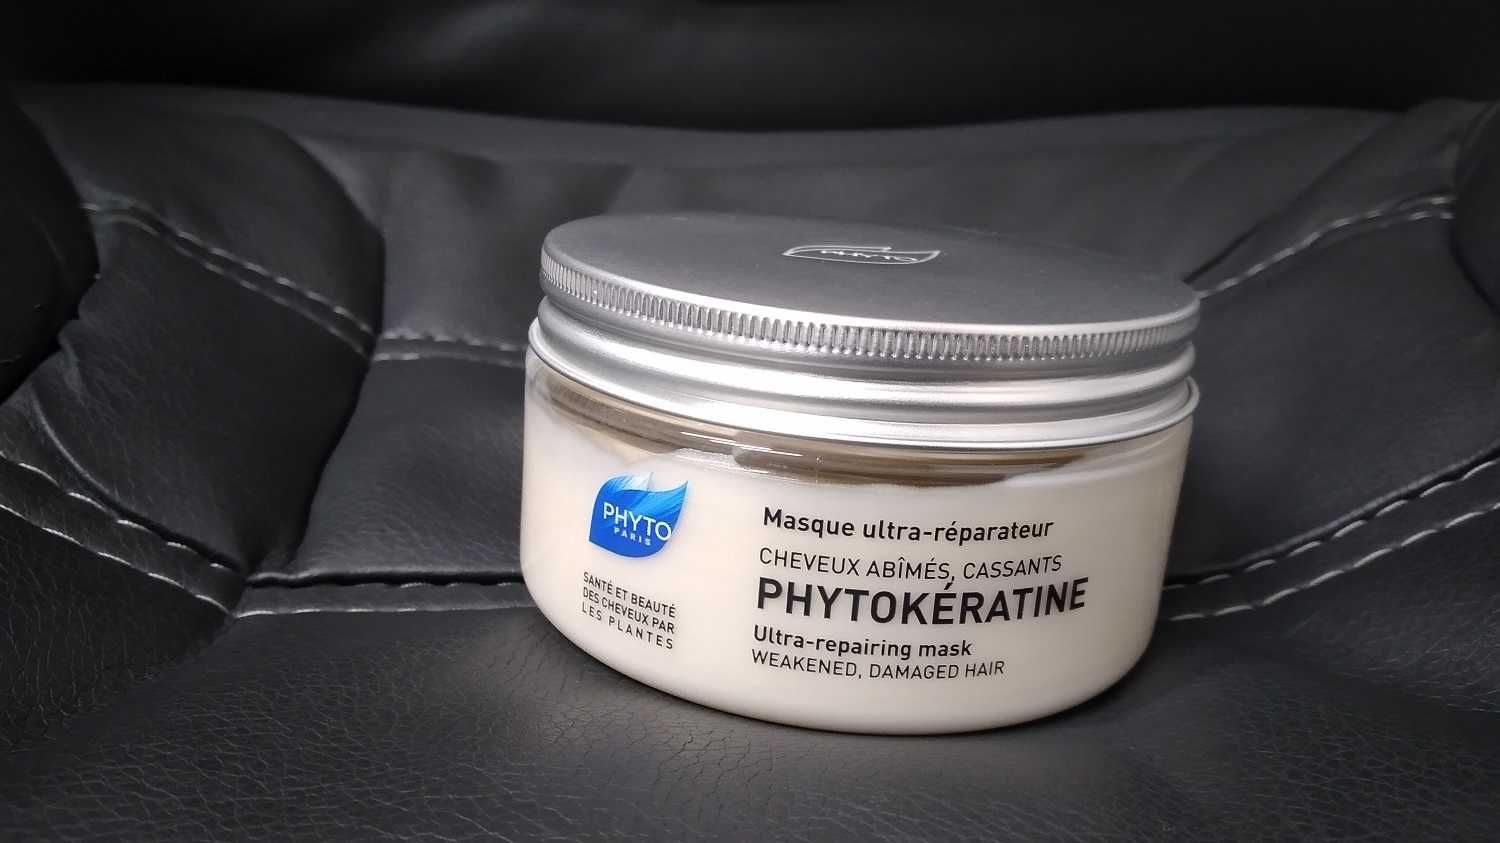 PHYTO
PHYTO
PARIS
SANTÉ ET BEAUTÉ
DES CHEVEUX PAR
LES PLANTES
Masque ultra-réparateur
CHEVEUX ABÎMÉS, CASSANTS
PHYTOKÉRATINE
Ultra-repairing mask
WEAKENED, DAMAGED HAIR